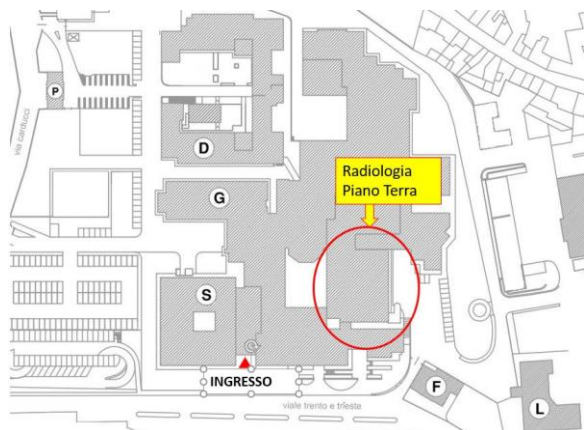 P
via carducci
D
Radiologia
Piano Terra
G
S
INGRESSO
F
viale trento e trieste
L